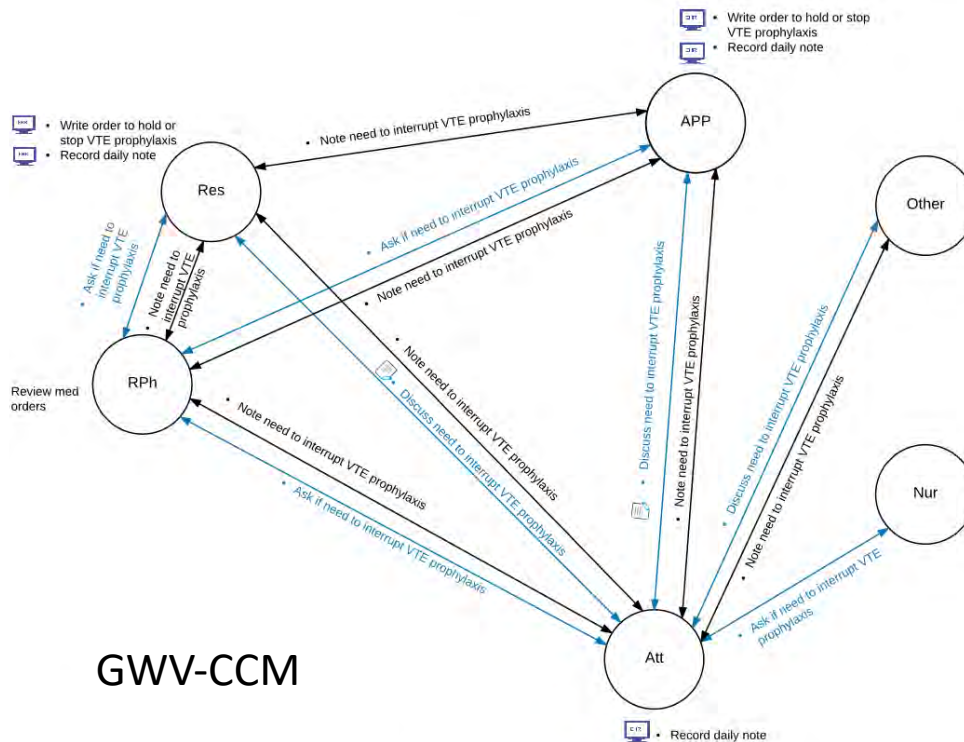 • Write order to hold or stop
VTE prophylaxis
• Record daily note
APP
• Write order to hold or
stop VTE prophylaxis
• Record daily note
Res
• Note need to interrupt VTE prophylaxis
Other
• Ask if need to
interrupt VTE
prophylaxis
• Note need to
interrupt VTE
prophylaxis
• Ask if need to interrupt VTE prophylaxis
• Note need to interrupt VTE prophylaxis
RPh
Review med
orders
• Note need to interrupt VTE prophylaxis
• Discuss need to interrupt VTE prophylaxis
• Discuss need to interrupt VTE prophylaxis
• Note need to interrupt VTE prophylaxis
• Discuss need to interrupt VTE prophylaxis
• Note need to interrupt VTE prophylaxis
• Note need to interrupt VTE prophylaxis
• Ask if need to interrupt VTE prophylaxis
Nur
• Ask if need to interrupt VTE
prophylaxis
Att
GWV-CCM
• Record daily note